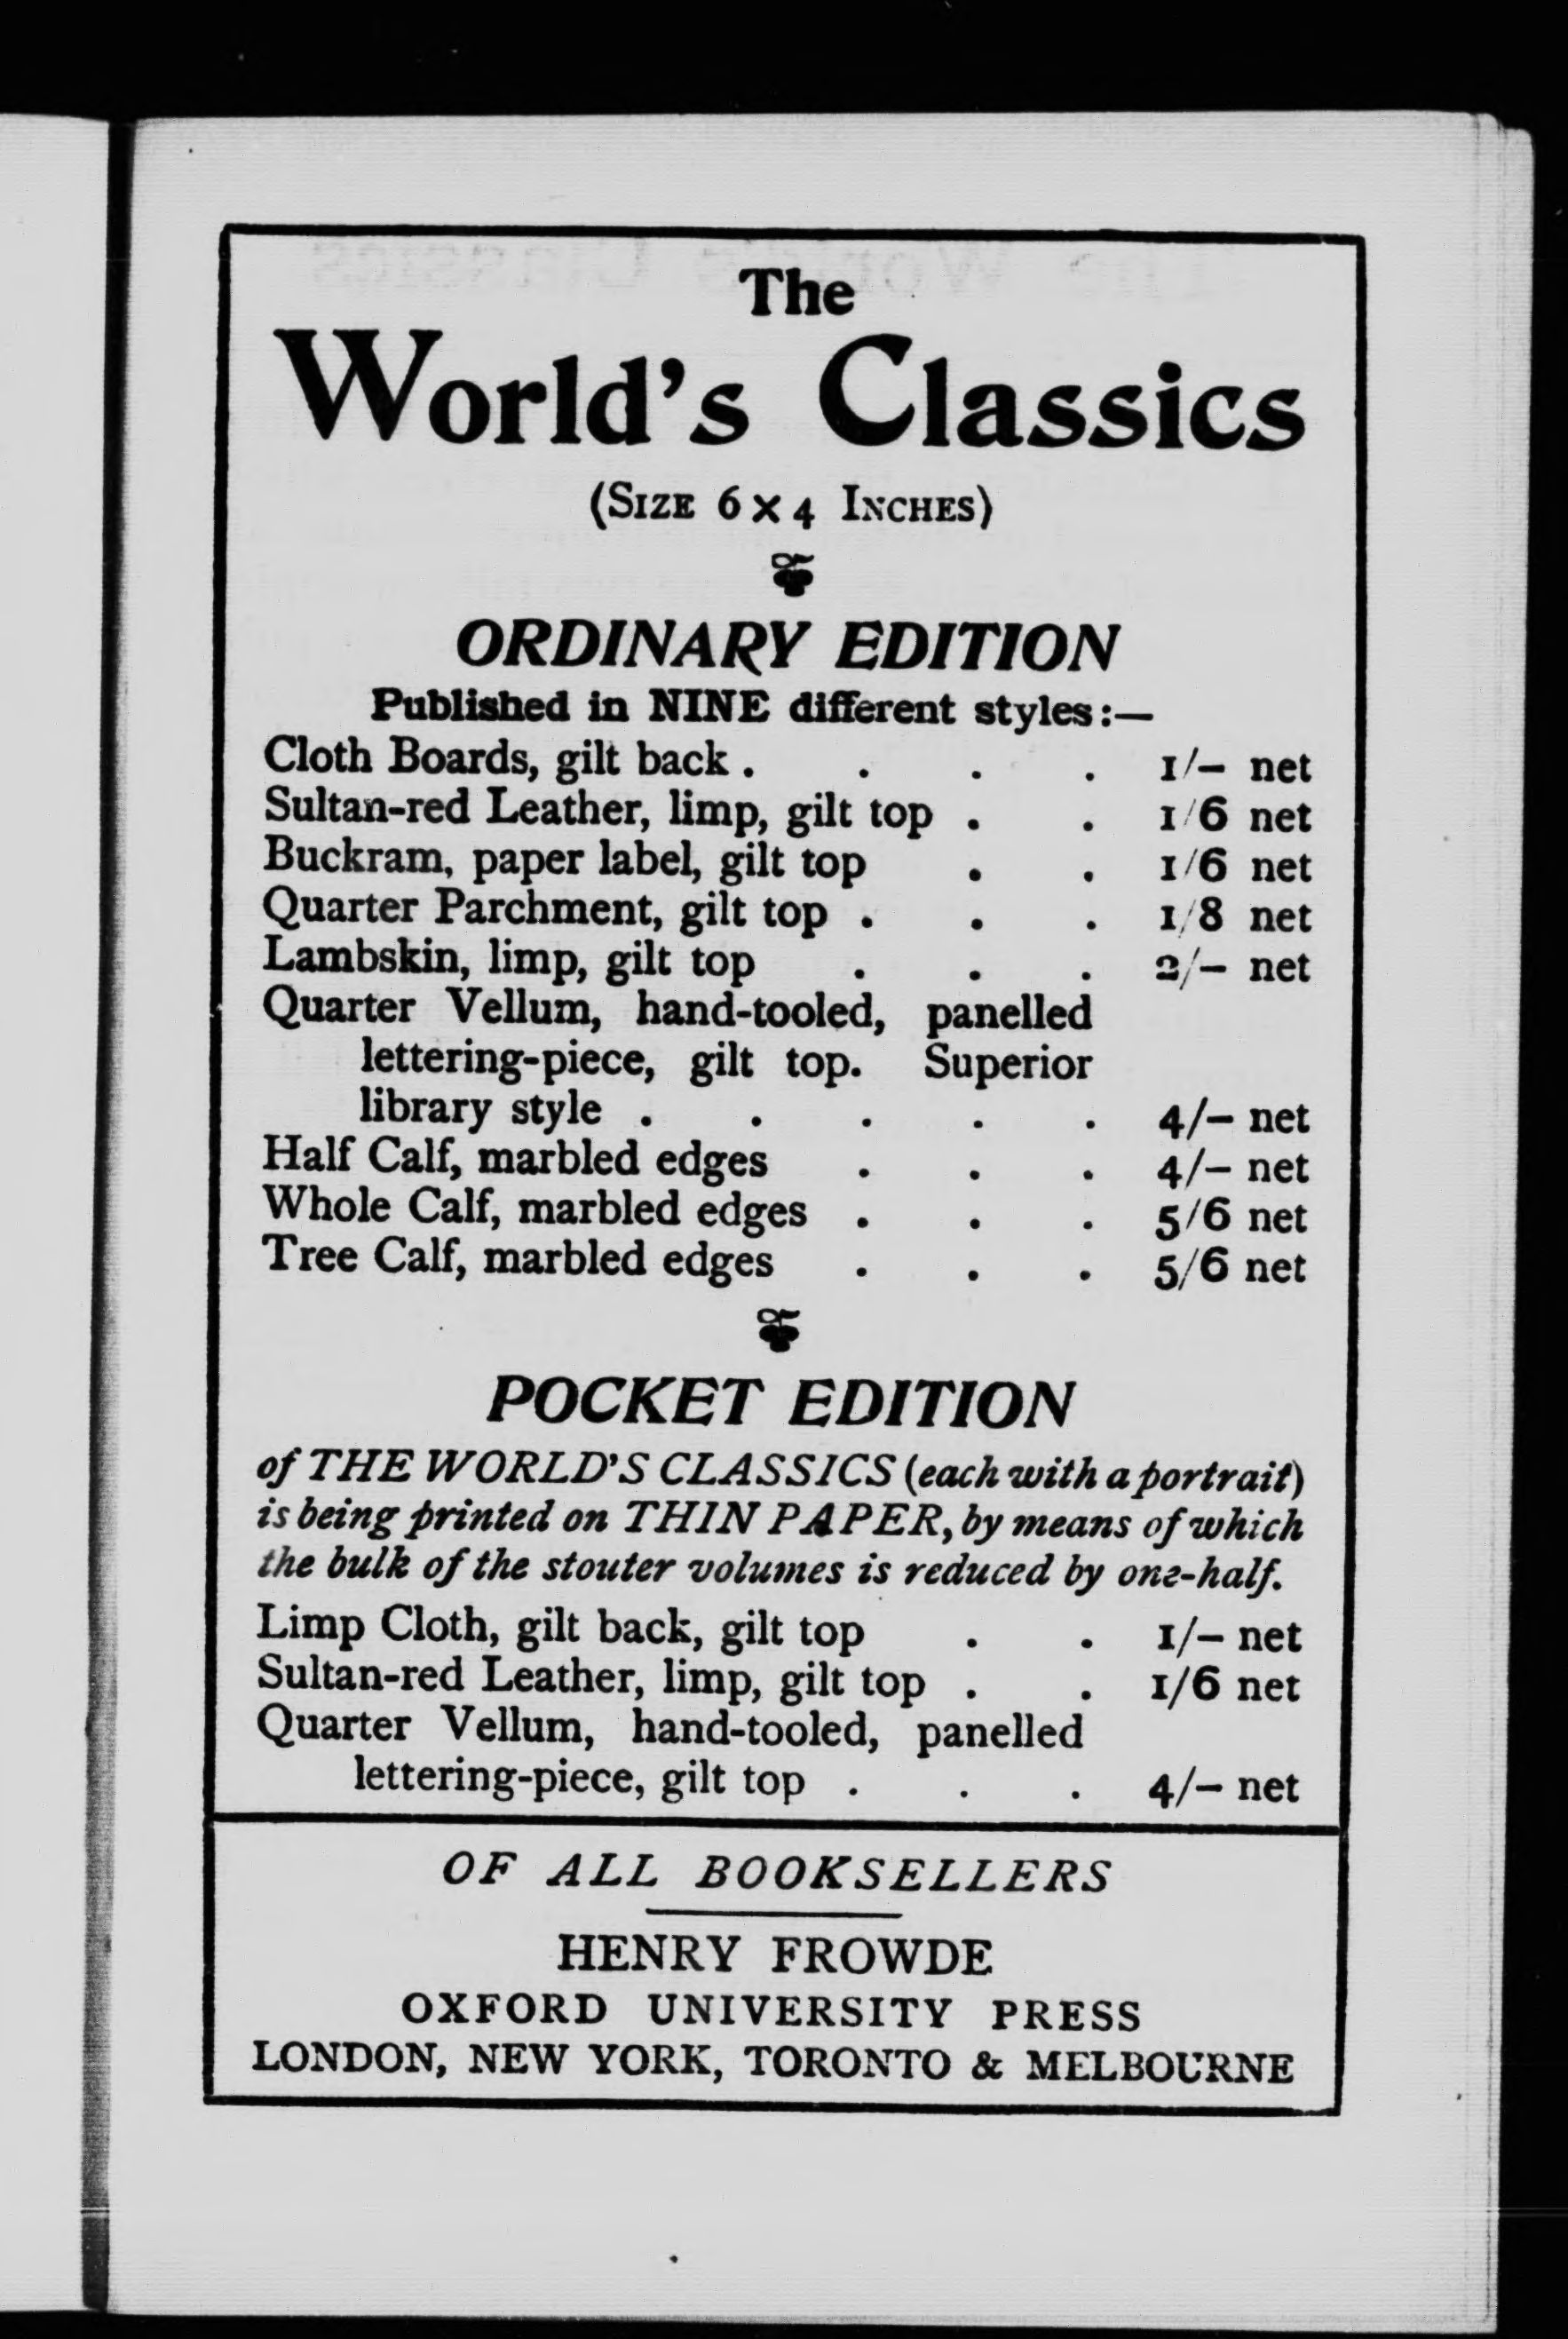 The
World's Classics
(Size 6 x 4 Inches)
ORDINARY EDITION
Published in NINE different styles:—
Cloth Boards, gilt back . . . . 1/– net
Sultan-red Leather, limp, gilt top . . 1/6 net
Buckram, paper label, gilt top . . 1/6 net
Quarter Parchment, gilt top . . . 1/8 net
Lambskin, limp, gilt top . . . 2/– net
Quarter Vellum, hand-tooled, panelled
lettering-piece, gilt top. Superior
library style . . . . . 4/– net
Half Calf, marbled edges . . . 4/– net
Whole Calf, marbled edges . . . 5/6 net
Tree Calf, marbled edges . . . 5/6 net
POCKET EDITION
of THE WORLD'S CLASSICS (each with a portrait)
is being printed on THIN PAPER, by means of which
the bulk of the stouter volumes is reduced by one-half.
Limp Cloth, gilt back, gilt top . . 1/– net
Sultan-red Leather, limp, gilt top . . 1/6 net
Quarter Vellum, hand-tooled, panelled
lettering-piece, gilt top . . . 4/– net
OF ALL BOOKSELLERS
HENRY FROWDE
OXFORD UNIVERSITY PRESS
LONDON, NEW YORK, TORONTO & MELBOURNE